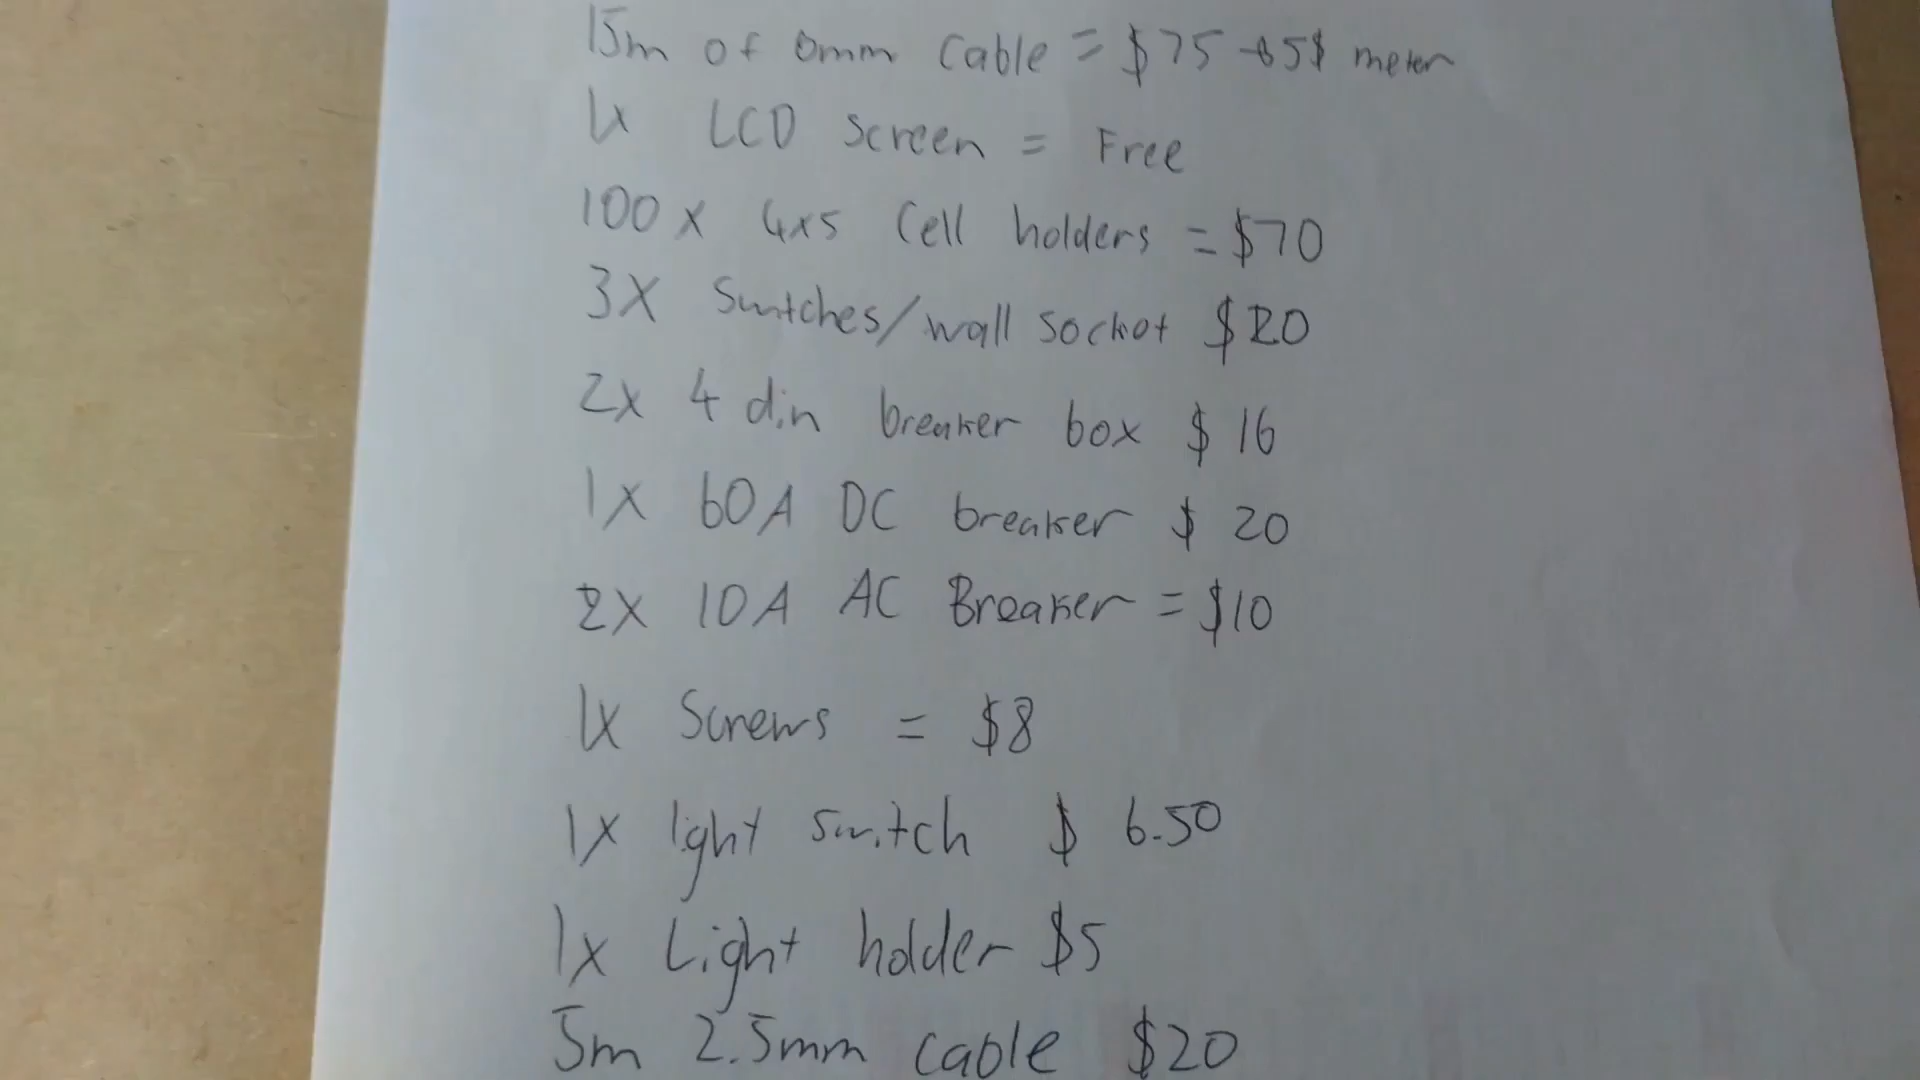 15m of 6mm cable = $75 - 5$ meter
1x LCD Screen = Free
100x 4x5 Cell holders = $70
3x Switches/wall socket $20
2x 4 din breaker box $16
1x 60A DC breaker $20
2x 10A AC Breaker = $10
1x Screws = $8
1x light switch $6.50
1x Light holder $5
5m 2.5mm cable $20